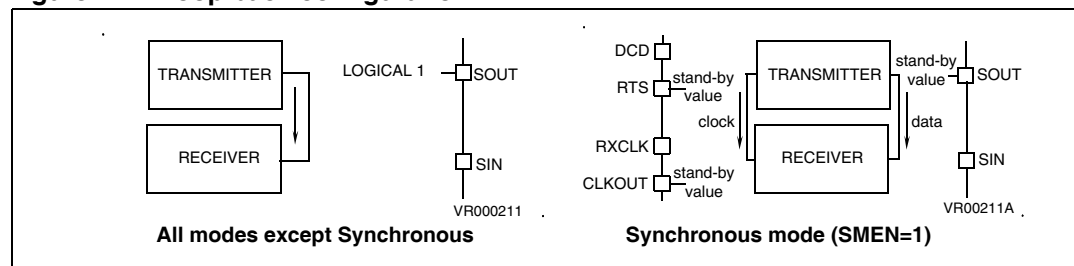 TRANSMITTER
RECEIVER
LOGICAL 1
SOUT
SIN
VR000211
All modes except Synchronous
DCD
RTS
stand-by
value
clock
RXCLK
CLKOUT
stand-by
value
TRANSMITTER
RECEIVER
data
stand-by
value
SOUT
SIN
VR00211A
Synchronous mode (SMEN=1)